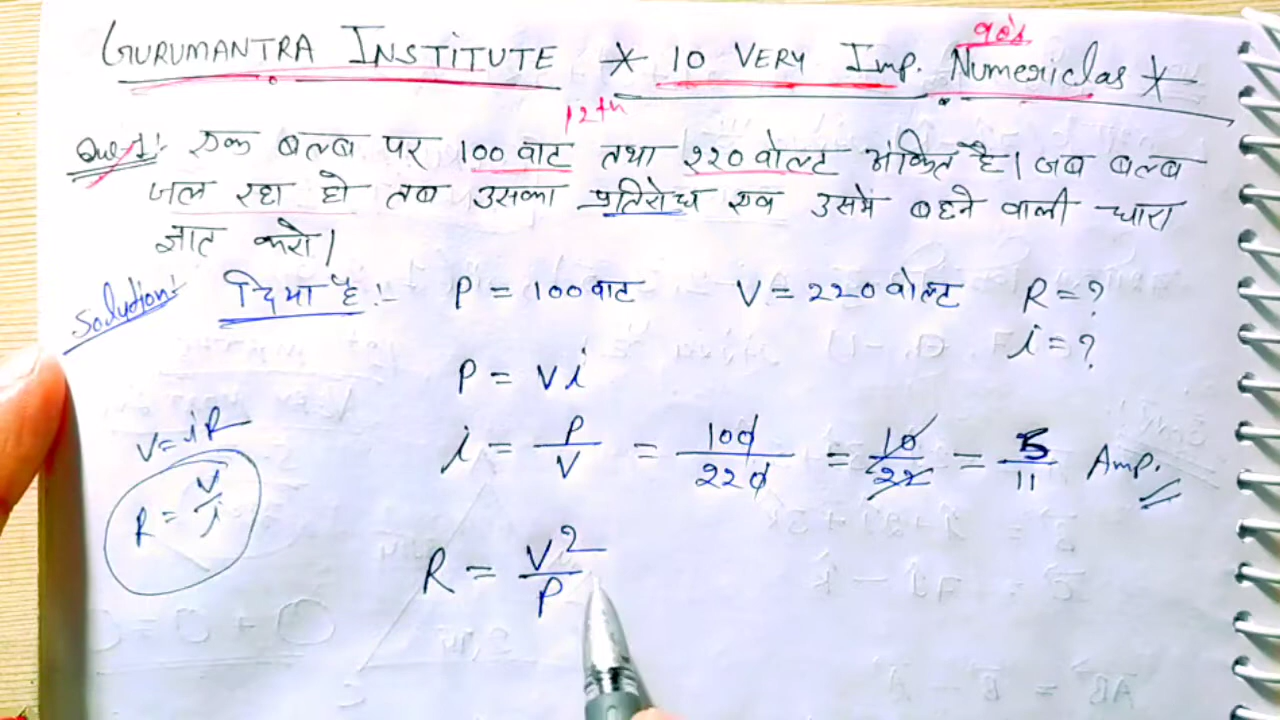 GURUMANTRA INSTITUTE * 10 VERY Imp. Numericlas *
90's
12th
Que-1:- एक बल्ब पर 100 वाट तथा 220 वोल्ट अंकित है। जब बल्ब
जल रहा हो तब उसका प्रतिरोध एवं उसमें बहने वाली धारा
ज्ञात करो।
Solution:- दिया है:- P = 100 वाट V = 220 वोल्ट R = ?
i = ?
P = Vi
V = iR
i = P/V = 100/220 = 10/22 = 5/11 Amp.
R = V/i
R = V²/P